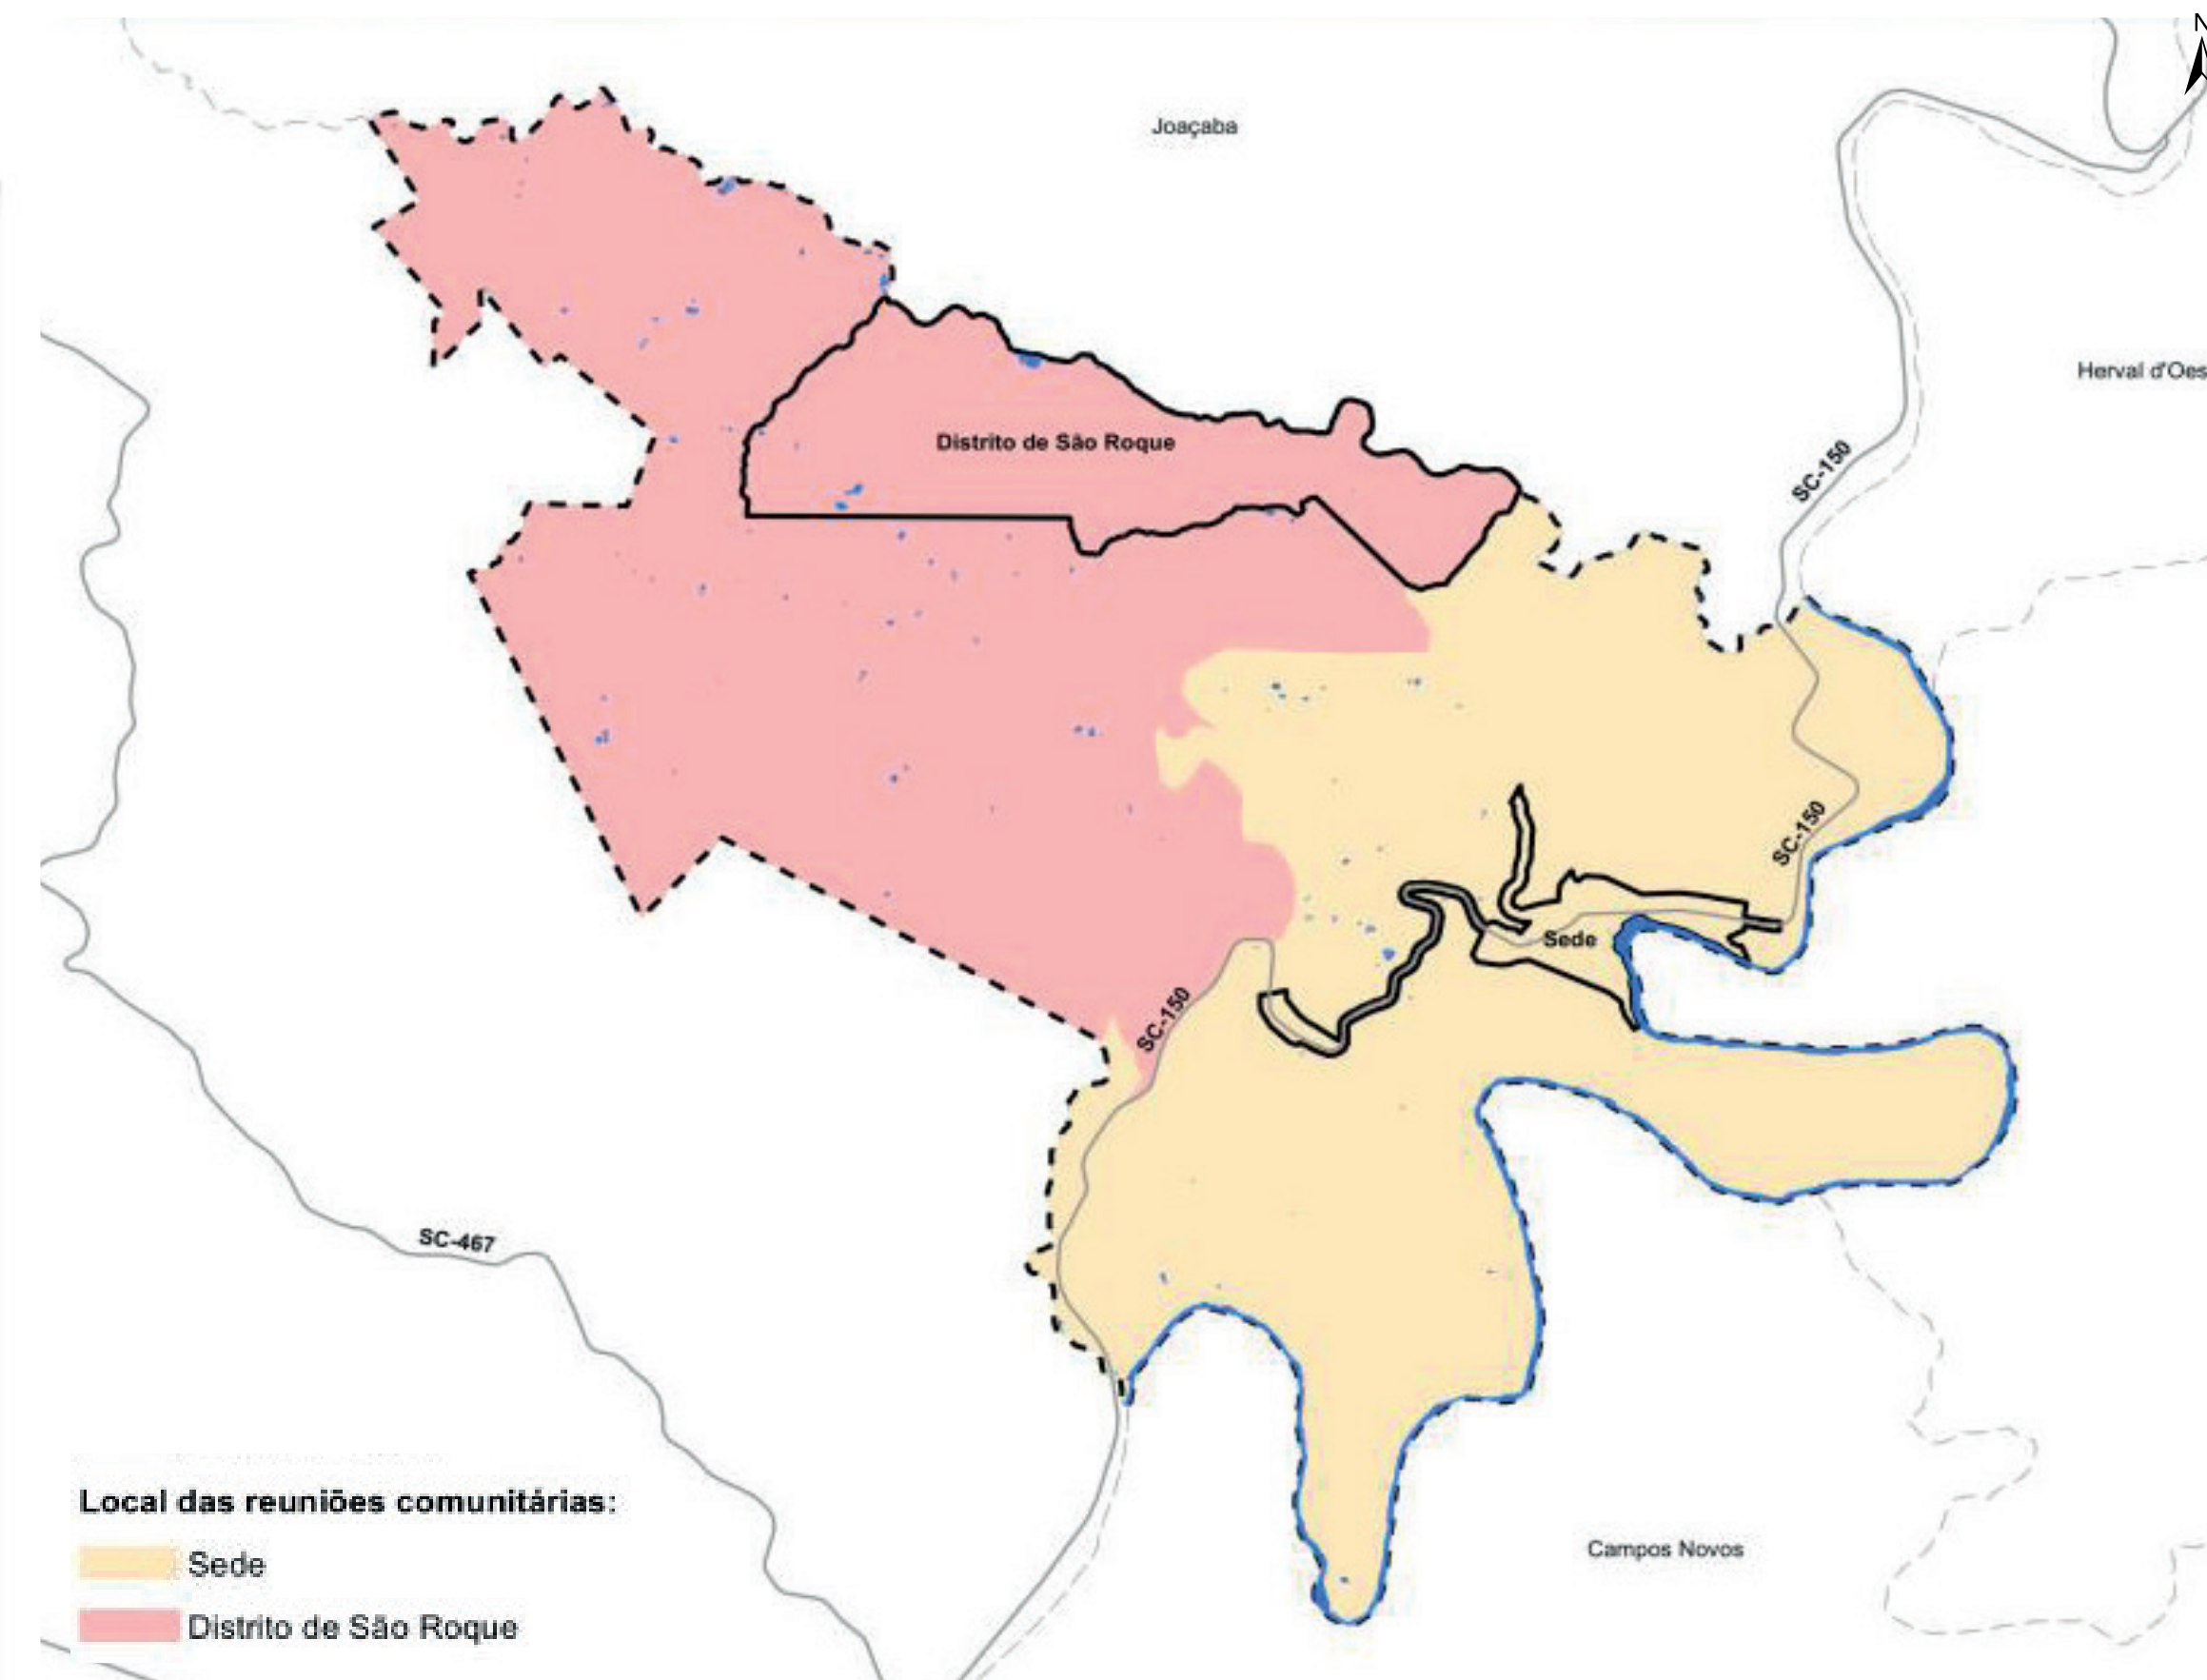 N
Joaçaba
Herval d'Oes
SC-150
Distrito de São Roque
SC-150
Sede
SC-150
SC-467
Local das reuniões comunitárias:
Sede
Distrito de São Roque
Campos Novos